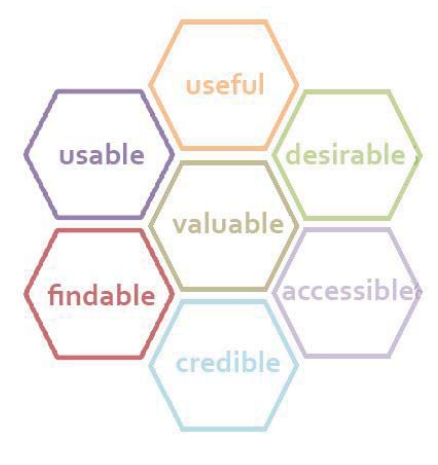 useful
usable
desirable
valuable
findable
accessible
credible